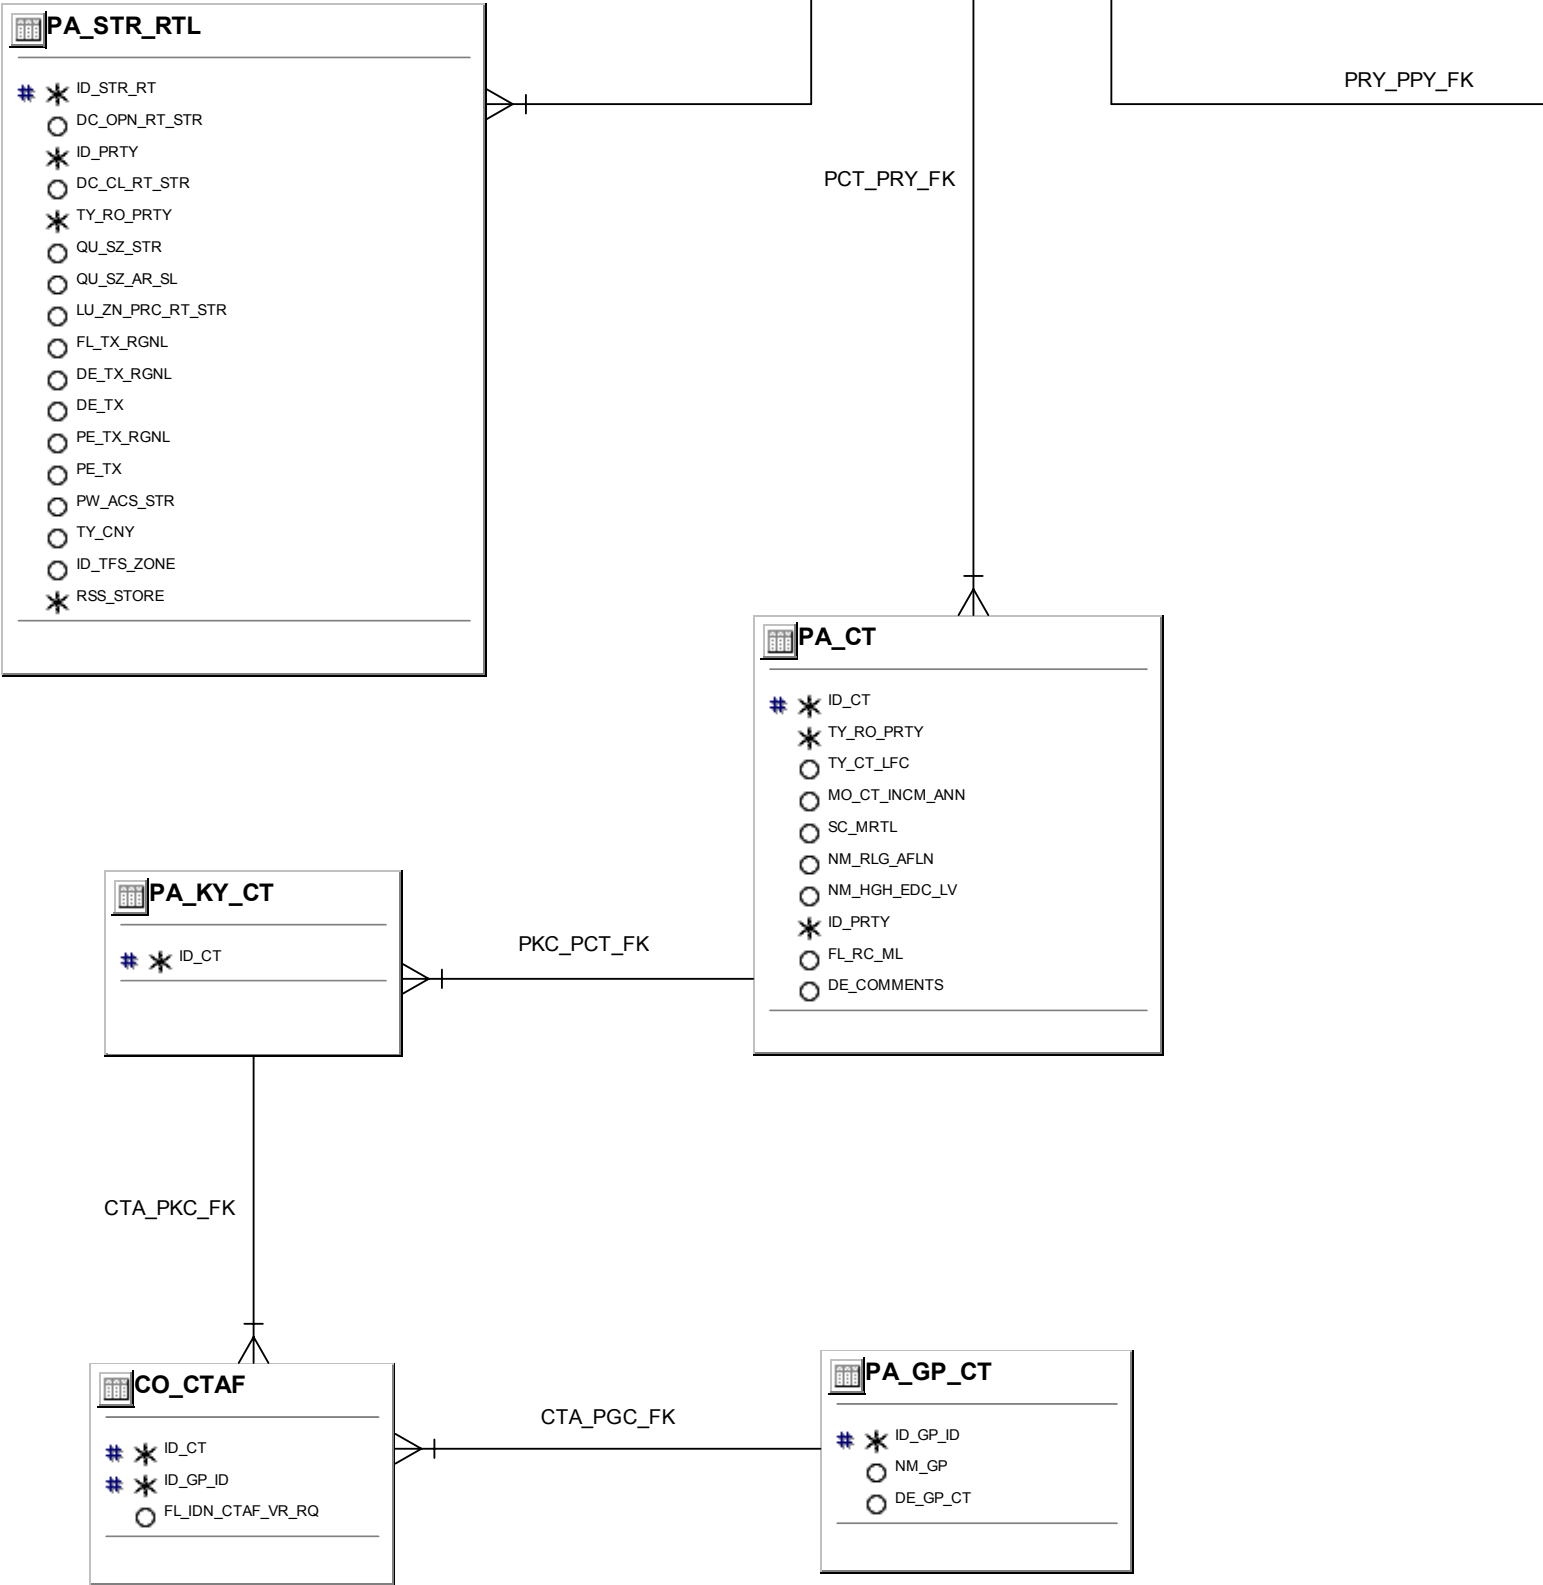 PA_STR_RTL
# * ID_STR_RT
DC_OPN_RT_STR
* ID_PRTY
DC_CL_RT_STR
* TY_RO_PRTY
QU_SZ_STR
QU_SZ_AR_SL
LU_ZN_PRC_RT_STR
FL_TX_RGNL
DE_TX_RGNL
DE_TX
PE_TX_RGNL
PE_TX
PW_ACS_STR
TY_CNY
ID_TFS_ZONE
* RSS_STORE
PRY_PPY_FK
PCT_PRY_FK
PA_CT
# * ID_CT
* TY_RO_PRTY
TY_CT_LFC
MO_CT_INCM_ANN
SC_MRTL
NM_RLG_AFLN
NM_HGH_EDC_LV
* ID_PRTY
FL_RC_ML
DE_COMMENTS
PA_KY_CT
# * ID_CT
PKC_PCT_FK
CTA_PKC_FK
CO_CTAF
# * ID_CT
# * ID_GP_ID
FL_IDN_CTAF_VR_RQ
CTA_PGC_FK
PA_GP_CT
# * ID_GP_ID
NM_GP
DE_GP_CT